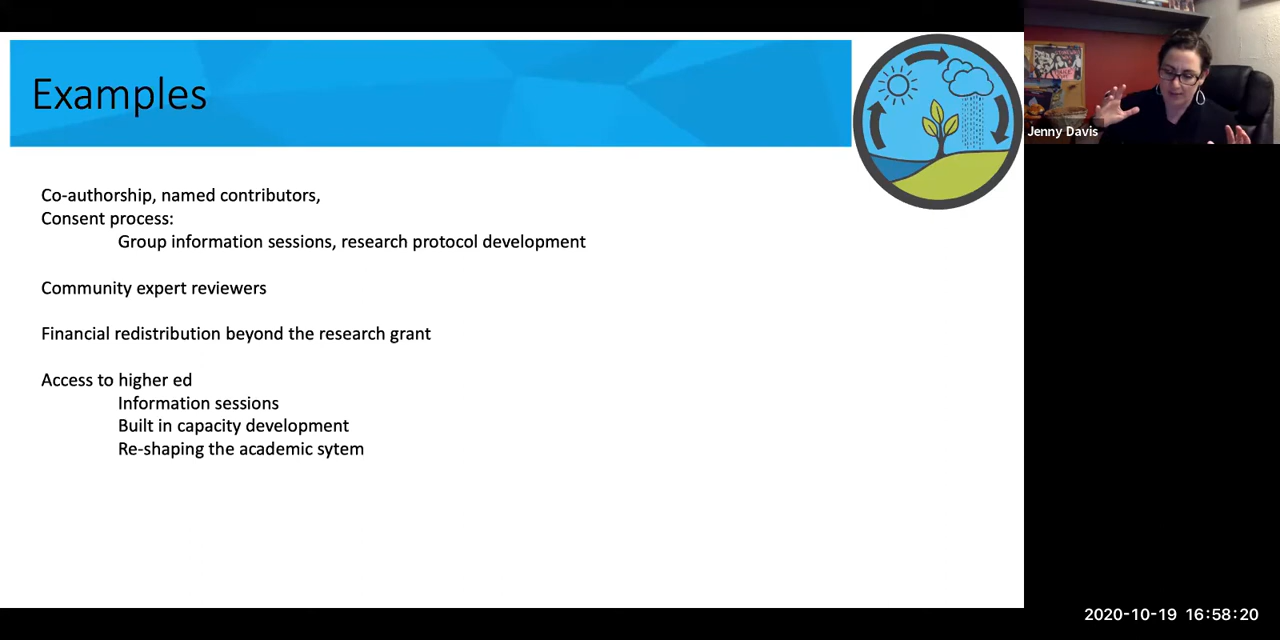 Examples
Co-authorship, named contributors,
Consent process:
Group information sessions, research protocol development
Community expert reviewers
Financial redistribution beyond the research grant
Access to higher ed
Information sessions
Built in capacity development
Re-shaping the academic sytem
Jenny Davis
2020-10-19 16:58:20